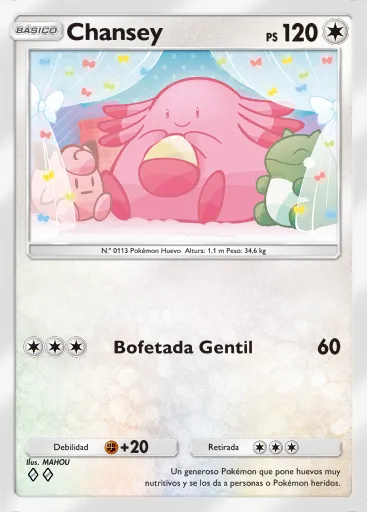 BÁSICO Chansey PS 120
N.º 0113 Pokémon Huevo Altura: 1,1 m Peso: 34,6 kg
Bofetada Gentil 60
Debilidad +20 Retirada
Ilus. MAHOU
Un generoso Pokémon que pone huevos muy
nutritivos y se los da a personas o Pokémon heridos.